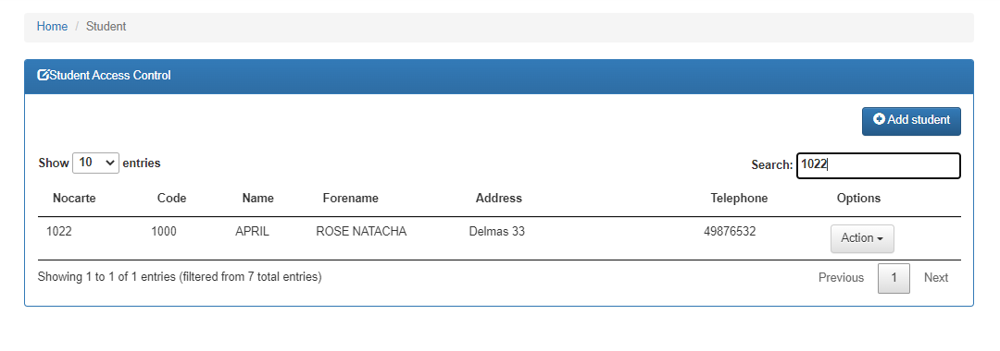 Home / Student
Student Access Control
Add student
Show 10 entries
Search: 1022
Nocarte Code Name Forename Address Telephone Options
1022 1000 APRIL ROSE NATACHA Delmas 33 49876532 Action
Showing 1 to 1 of 1 entries (filtered from 7 total entries)
Previous 1 Next